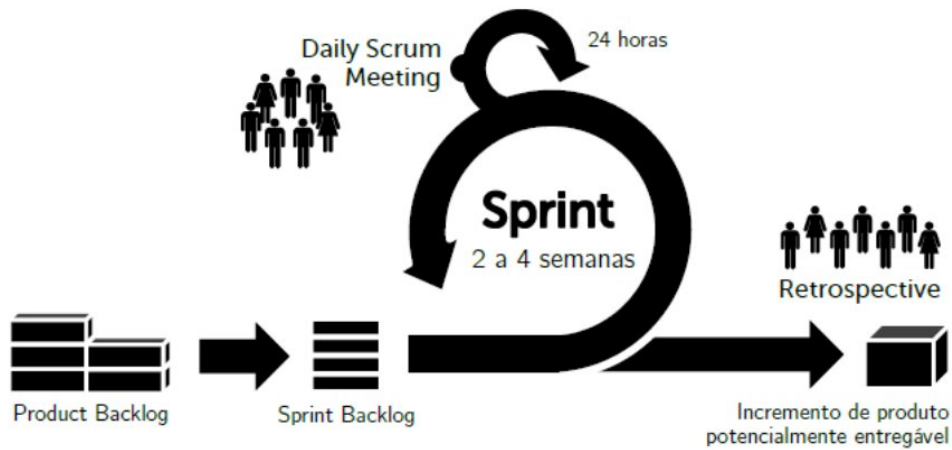 Daily Scrum
Meeting
24 horas
Sprint
2 a 4 semanas
Retrospective
Product Backlog
Sprint Backlog
Incremento de produto
potencialmente entregável